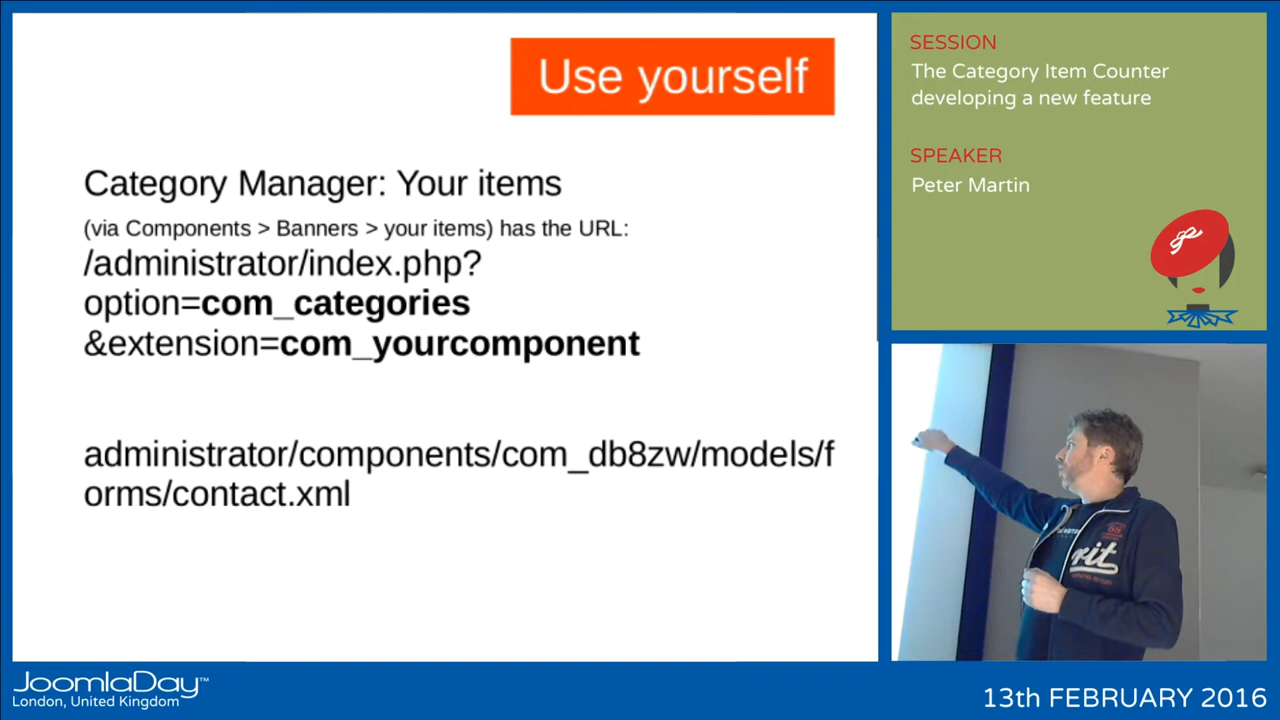 Use yourself
Category Manager: Your items
(via Components > Banners > your items) has the URL:
/administrator/index.php?
option=com_categories
&extension=com_yourcomponent
administrator/components/com_db8zw/models/f
orms/contact.xml
SESSION
The Category Item Counter
developing a new feature
SPEAKER
Peter Martin
JoomlaDay™
London, United Kingdom
13th FEBRUARY 2016